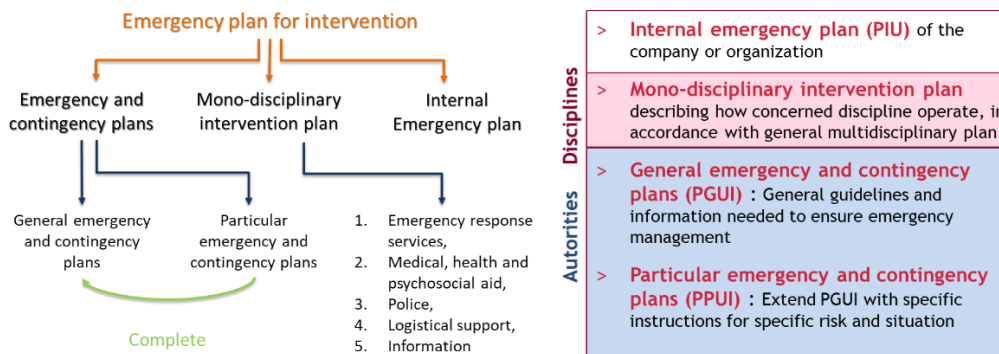 Emergency plan for intervention
Emergency and
contingency plans
Mono-disciplinary
intervention plan
Internal
Emergency plan
General emergency
and contingency
plans
Particular
emergency and
contingency plans
1. Emergency response
services,
2. Medical, health and
psychosocial aid,
3. Police,
4. Logistical support,
5. Information
Complete
Disciplines
Autorities
> Internal emergency plan (PIU) of the
company or organization
> Mono-disciplinary intervention plan
describing how concerned discipline operate, in
accordance with general multidisciplinary plan
> General emergency and contingency
plans (PGUI) : General guidelines and
information needed to ensure emergency
management
> Particular emergency and contingency
plans (PPUI) : Extend PGUI with specific
instructions for specific risk and situation